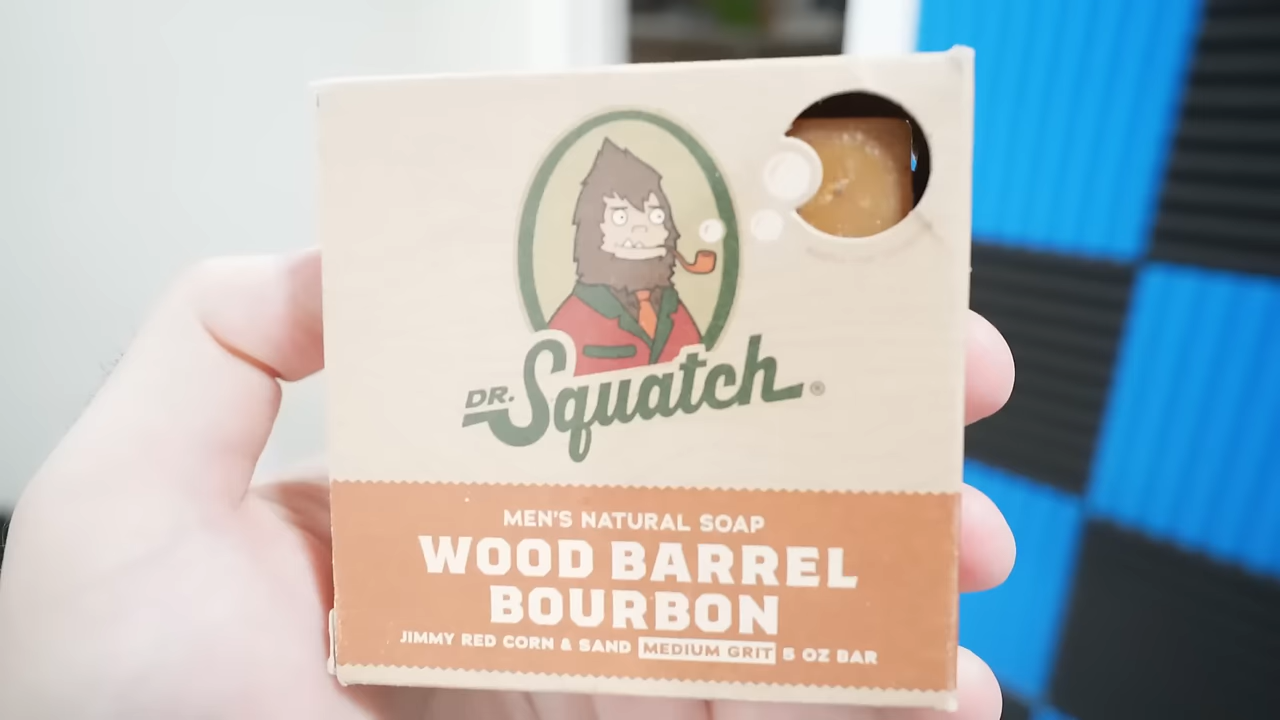 DR. Squatch®
MEN'S NATURAL SOAP
WOOD BARREL
BOURBON
JIMMY RED CORN & SAND MEDIUM GRIT 5 OZ BAR